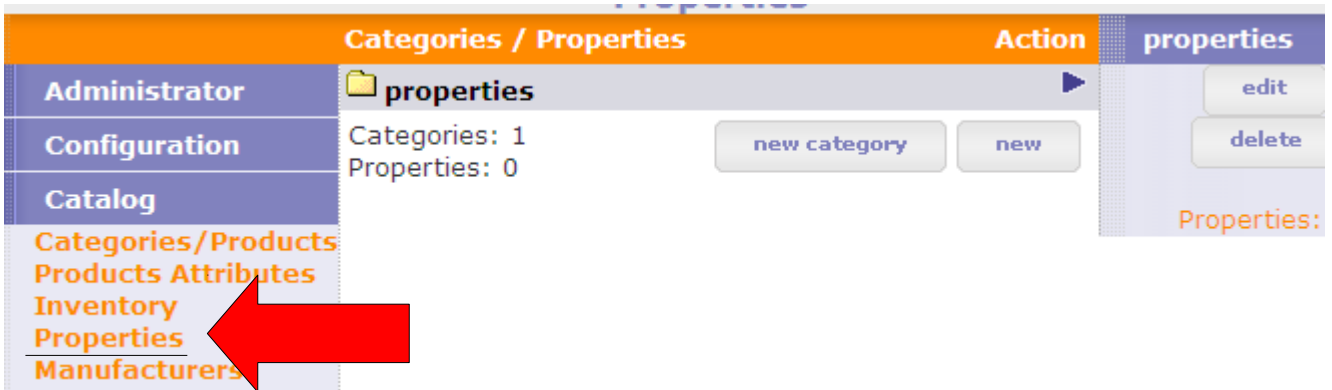 Properties
Categories / Properties Action properties
Administrator
properties
edit
Configuration
Categories: 1
Properties: 0
new category
new
delete
Catalog
Properties:
Categories/Products
Products Attributes
Inventory
Properties
Manufacturers